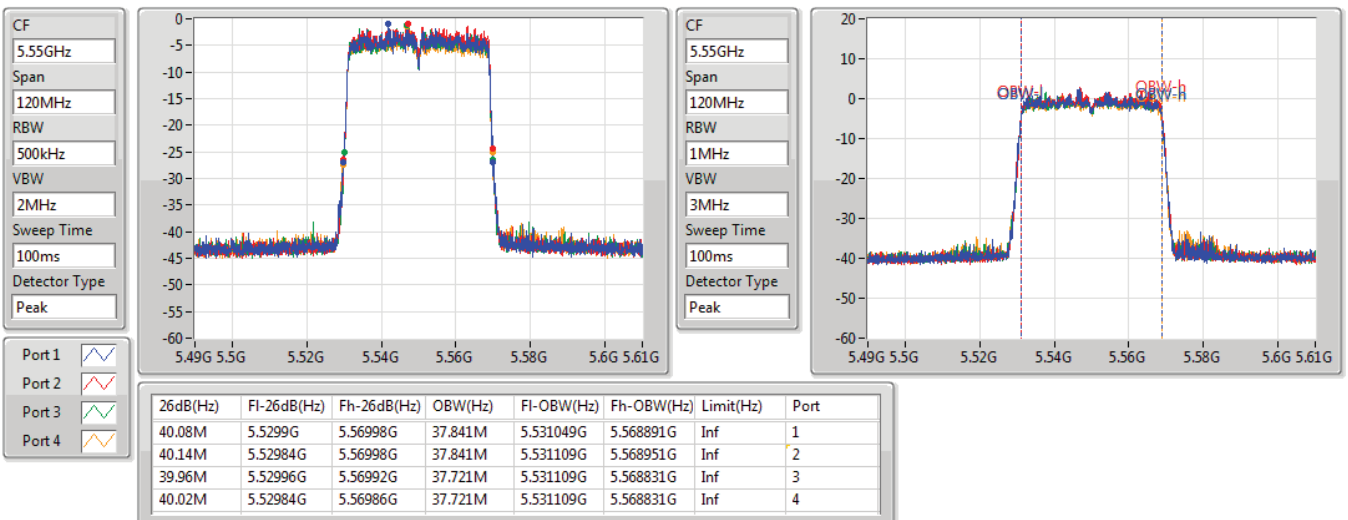 CF
5.55GHz
Span
120MHz
RBW
500kHz
VBW
2MHz
Sweep Time
100ms
Detector Type
Peak
0
-5
-10
-15
-20
-25
-30
-35
-40
-45
-50
-55
-60
5.49G 5.5G 5.52G 5.54G 5.56G 5.58G 5.6G 5.61G
CF
5.55GHz
Span
120MHz
RBW
1MHz
VBW
3MHz
Sweep Time
100ms
Detector Type
Peak
20
10
0
-10
-20
-30
-40
-50
-60
OBW-l
OBW-h
OBW-h
5.49G 5.5G 5.52G 5.54G 5.56G 5.58G 5.6G 5.61G
Port 1
Port 2
Port 3
Port 4
26dB(Hz) Fl-26dB(Hz) Fh-26dB(Hz) OBW(Hz) Fl-OBW(Hz) Fh-OBW(Hz) Limit(Hz) Port
40.08M 5.5299G 5.56998G 37.841M 5.531049G 5.568891G Inf 1
40.14M 5.52984G 5.56998G 37.841M 5.531109G 5.568951G Inf 2
39.96M 5.52996G 5.56992G 37.721M 5.531109G 5.568831G Inf 3
40.02M 5.52984G 5.56986G 37.721M 5.531109G 5.568831G Inf 4